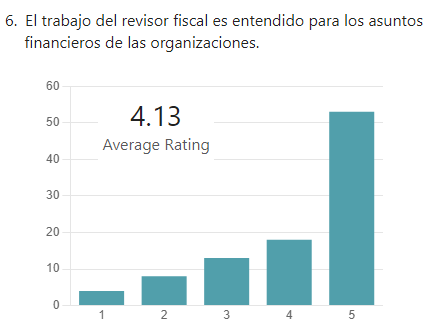 6. El trabajo del revisor fiscal es entendido para los asuntos
financieros de las organizaciones.
60
50
40
30
20
10
0
4.13
Average Rating
1 2 3 4 5